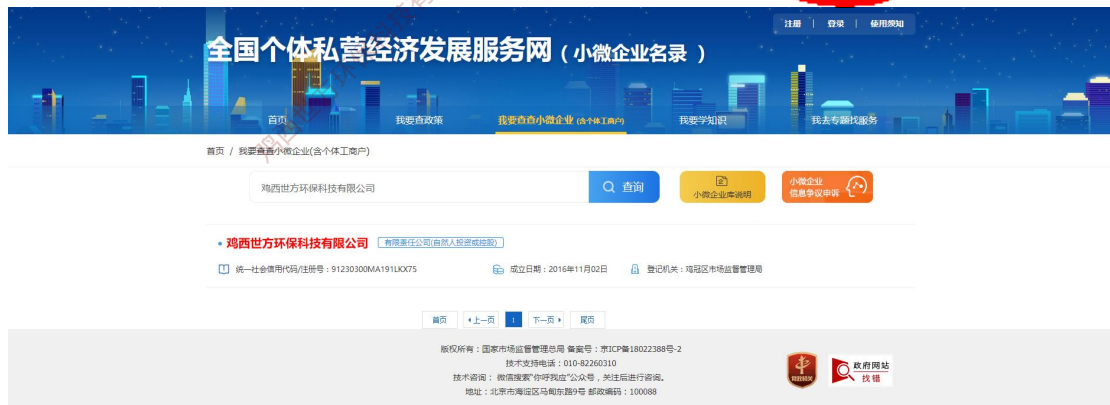 注册 | 登录 | 使用须知
全国个体私营经济发展服务网（小微企业名录 ）
首页 我要查政策 我要查查小微企业 (含个体工商户) 我要学知识 我去专题找服务
首页 / 我要查查小微企业(含个体工商户)
鸡西世方环保科技有限公司 查询 小微企业库说明 小微企业
信息争议申诉
鸡西世方环保科技有限公司 有限责任公司(自然人投资或控股)
统一社会信用代码/注册号：91230300MA191LKX75 成立日期：2016年11月02日 登记机关：鸡冠区市场监督管理局
首页 上一页 1 下一页 尾页
版权所有：国家市场监督管理总局 备案号：京ICP备18022388号-2
技术支持电话：010-82260310
技术咨询： 微信搜索“你呼我应”公众号，关注后进行咨询。
地址：北京市海淀区马甸东路9号 邮政编码：100088
党政机关
政府网站
找错